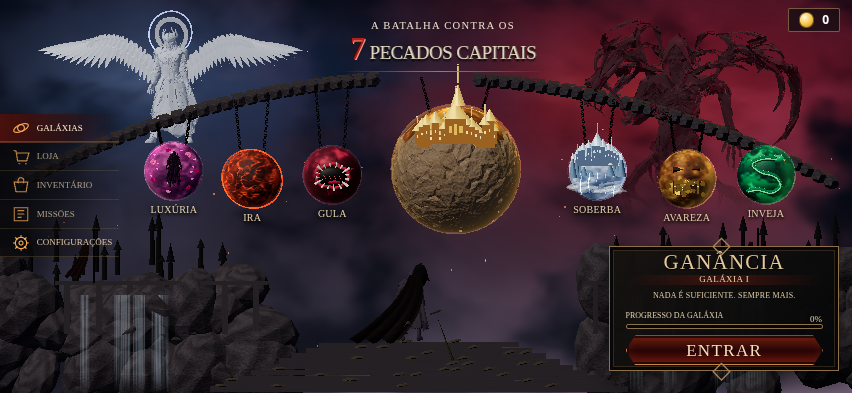 A BATALHA CONTRA OS
7 PECADOS CAPITAIS
0
GALÁXIAS
LOJA
INVENTÁRIO
MISSÕES
CONFIGURAÇÕES
LUXÚRIA
IRA
GULA
SOBERBA
AVAREZA
INVEJA
GANÂNCIA
GALÁXIA I
NADA É SUFICIENTE. SEMPRE MAIS.
PROGRESSO DA GALÁXIA 0%
ENTRAR